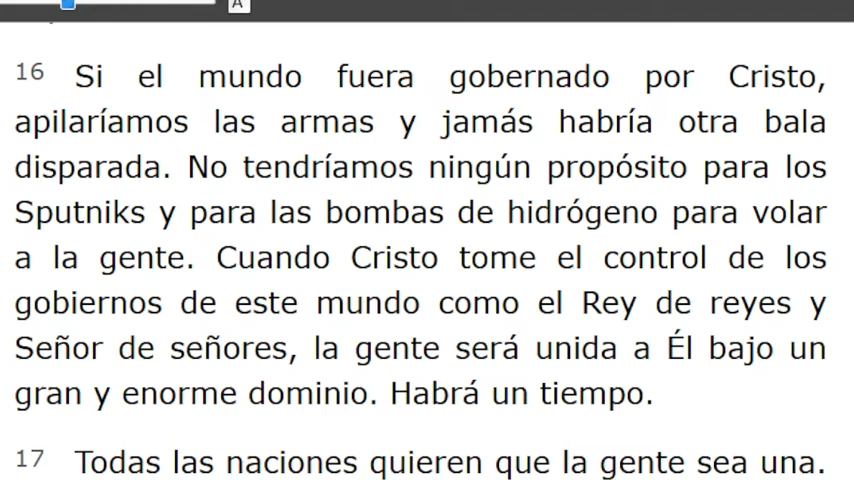 A
16 Si el mundo fuera gobernado por Cristo,
apilaríamos las armas y jamás habría otra bala
disparada. No tendríamos ningún propósito para los
Sputniks y para las bombas de hidrógeno para volar
a la gente. Cuando Cristo tome el control de los
gobiernos de este mundo como el Rey de reyes y
Señor de señores, la gente será unida a Él bajo un
gran y enorme dominio. Habrá un tiempo.
17 Todas las naciones quieren que la gente sea una.